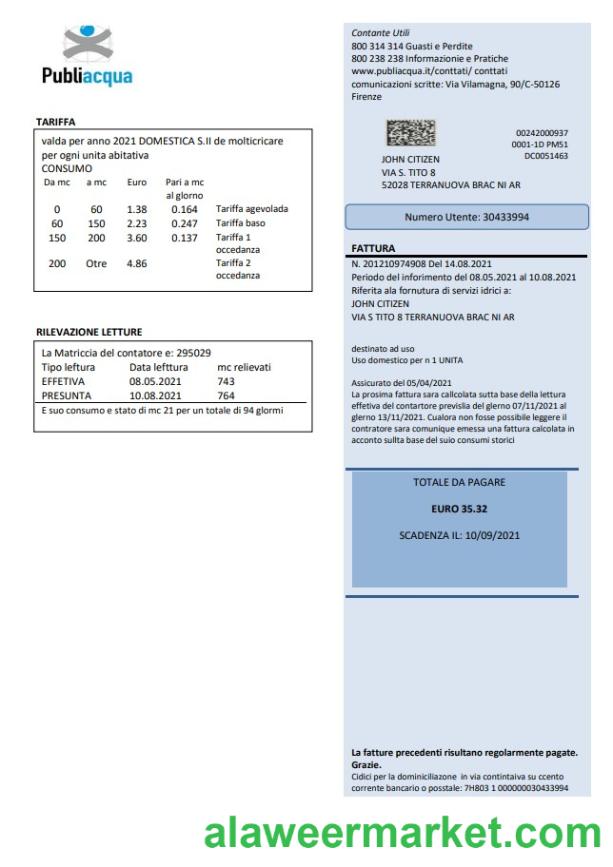 Publiacqua
TARIFFA
valda per anno 2021 DOMESTICA S.II de molticricare
per ogni unita abitativa
CONSUMO
Da mc a mc Euro Pari a mc
al glorno
0 60 1.38 0.164 Tariffa agevolada
60 150 2.23 0.247 Tariffa baso
150 200 3.60 0.137 Tariffa 1
occedanza
200 Otre 4.86 Tariffa 2
occedanza
RILEVAZIONE LETTURE
La Matriccia del contatore e: 295029
Tipo leftura Data lefttura mc relievati
EFFETIVA 08.05.2021 743
PRESUNTA 10.08.2021 764
E suo consumo e stato di mc 21 per un totale di 94 glormi
Contante Utili
800 314 314 Guasti e Perdite
800 238 238 Informazionie e Pratiche
www.publiacqua.it/conttati/ conttati
comunicazioni scritte: Via Vilamagna, 90/C-50126
Firenze
00242000937
0001-1D PM51
DC0051463
JOHN CITIZEN
VIA S. TITO 8
52028 TERRANUOVA BRAC NI AR
Numero Utente: 30433994
FATTURA
N. 201210974908 Del 14.08.2021
Periodo del inforimento del 08.05.2021 al 10.08.2021
Riferita ala fornutura di servizi idrici a:
JOHN CITIZEN
VIA S TITO 8 TERRANUOVA BRAC NI AR
destinato ad uso
Uso domestico per n 1 UNITA
Assicurato del 05/04/2021
La prosima fattura sara callcolata sutta base della lettura
effetiva del contartore previslia del glerno 07/11/2021 al
glerno 13/11/2021. Cualora non fosse possibile leggere il
contratore sara comunique emessa una fattura calcolata in
acconto sullta base del suio consumi storici
TOTALE DA PAGARE
EURO 35.32
SCADENZA IL: 10/09/2021
La fatture precedenti risultano regolarmente pagate.
Grazie.
Cidici per la dominiciliazone in via contintaiva su ccento
corrente bancario o posstale: 7H803 1 000000030433994
alaweermarket.com